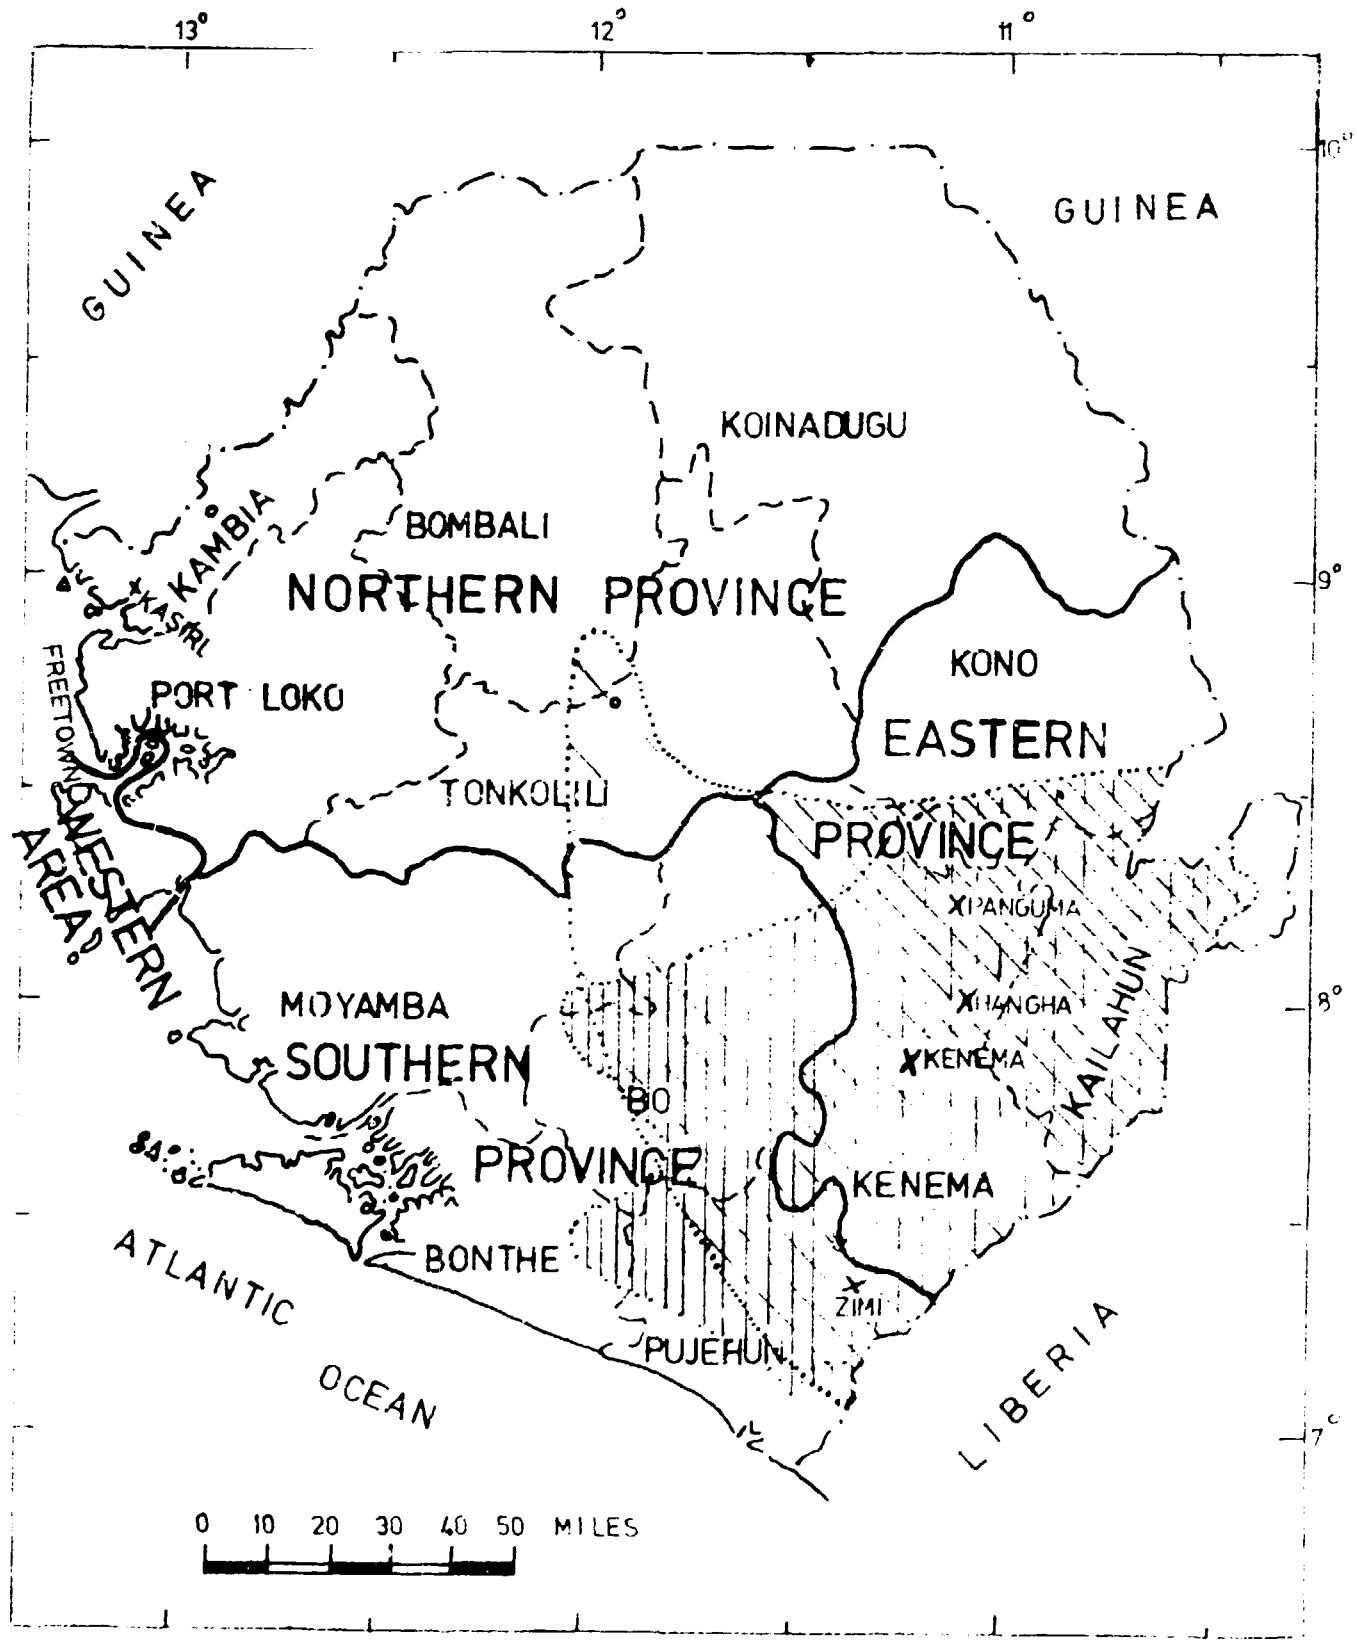 13° 12° 11°
10°
GUINEA
GUINEA
KOINADUGU
KAMBIA
BOMBALI
9°
NORTHERN PROVINCE
×KASIRI
KONO
FREETOWN
PORT LOKO
EASTERN
TONKOLILI
PROVINCE
WESTERN
AREA
×PANGUMA
MOYAMBA
×HANGHA
8°
SOUTHERN
×KENEMA
KAILAHUN
BO
PROVINCE
KENEMA
BONTHE
ATLANTIC
×
ZIMI
PUJEHUN
OCEAN
LIBERIA
7°
0 10 20 30 40 50 MILES